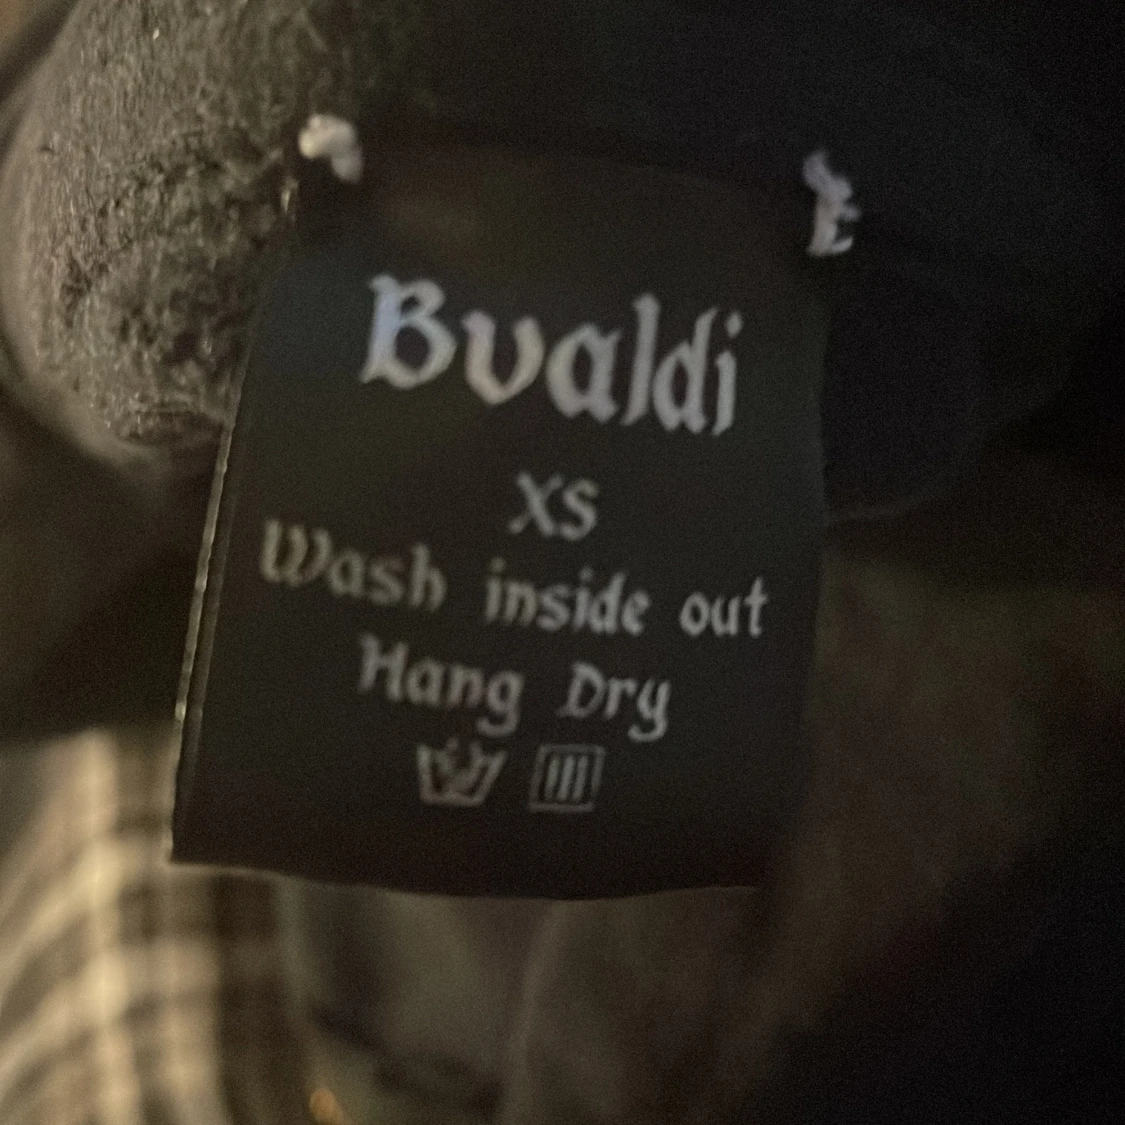 Bvaldi
XS
Wash inside out
Hang Dry